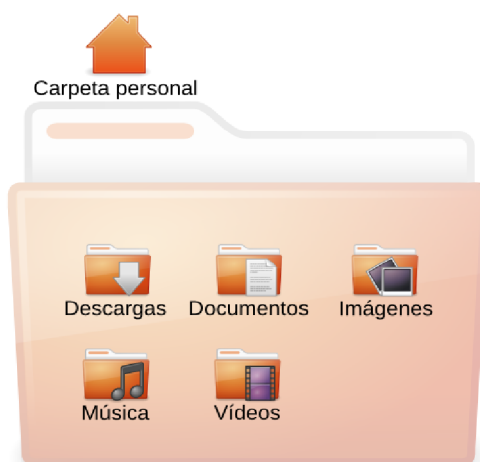 Carpeta personal
Descargas
Documentos
Imágenes
Música
Vídeos